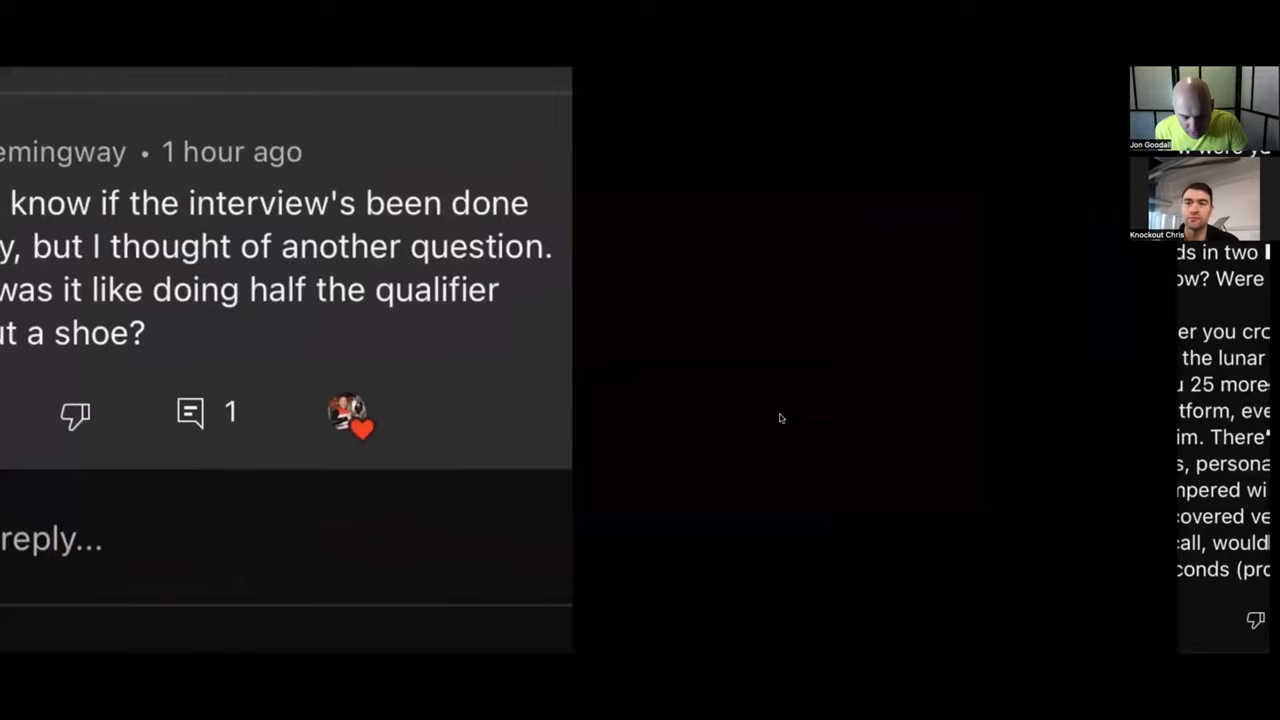 emingway • 1 hour ago
know if the interview's been done
y, but I thought of another question.
was it like doing half the qualifier
ut a shoe?
1
reply...
Jon Goodall
Knockout Chris
ds in two
ow? Were
er you cro
the lunar
u 25 more
tform, eve
im. There'
s, persona
mpered wi
covered ve
call, would
conds (pro